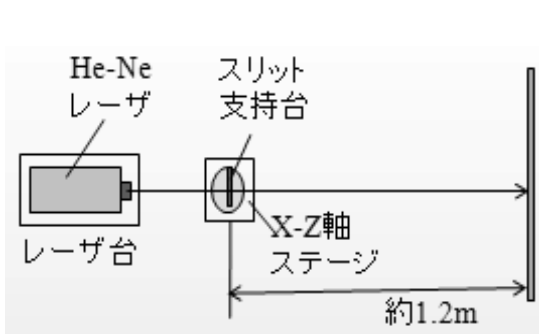 He-Ne
レーザ
スリット
支持台
レーザ台
X-Z軸
ステージ
約1.2m